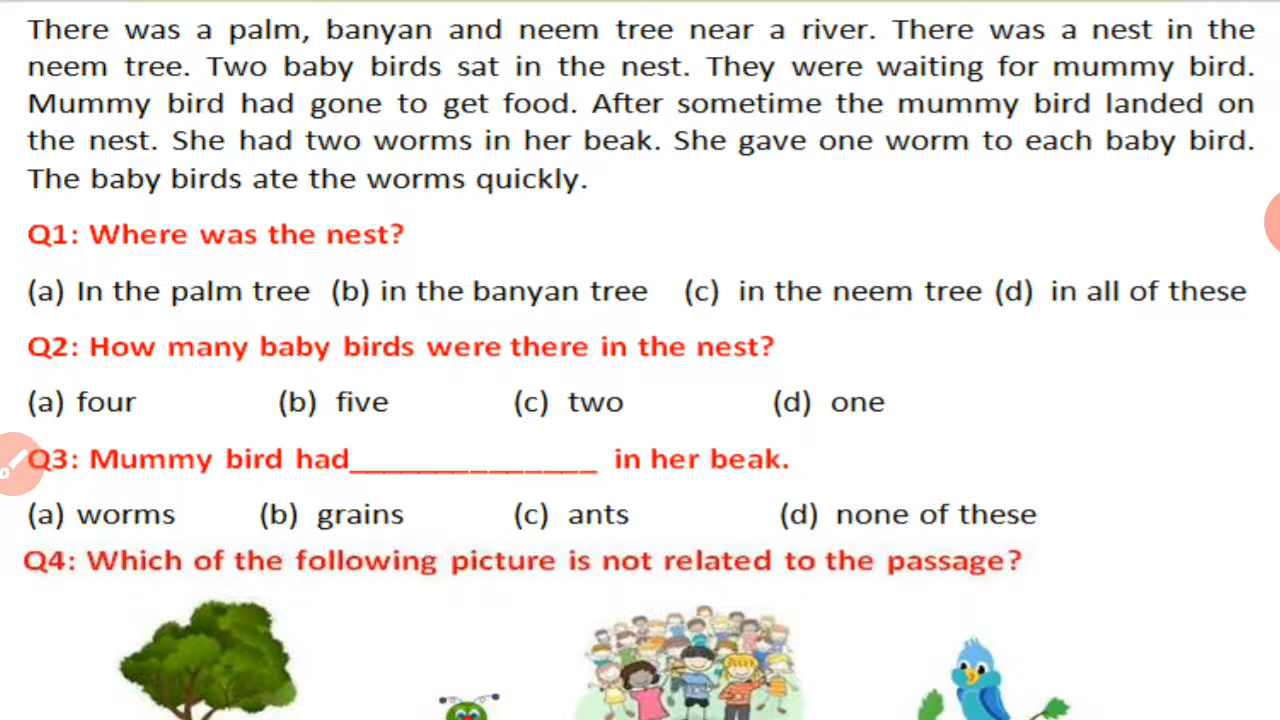 There was a palm, banyan and neem tree near a river. There was a nest in the
neem tree. Two baby birds sat in the nest. They were waiting for mummy bird.
Mummy bird had gone to get food. After sometime the mummy bird landed on
the nest. She had two worms in her beak. She gave one worm to each baby bird.
The baby birds ate the worms quickly.
Q1: Where was the nest?
(a) In the palm tree (b) in the banyan tree (c) in the neem tree (d) in all of these
Q2: How many baby birds were there in the nest?
(a) four (b) five (c) two (d) one
Q3: Mummy bird had______________ in her beak.
(a) worms (b) grains (c) ants (d) none of these
Q4: Which of the following picture is not related to the passage?